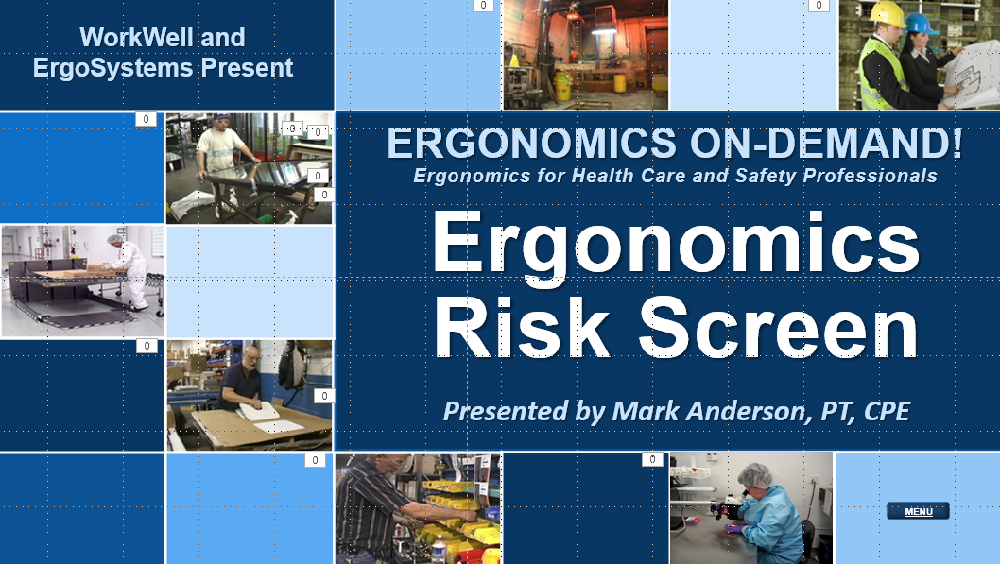 WorkWell and
ErgoSystems Present
0
0
0
0
0
0
0
ERGONOMICS ON-DEMAND!
Ergonomics for Health Care and Safety Professionals
Ergonomics
Risk Screen
0
0
Presented by Mark Anderson, PT, CPE
0
0
MENU